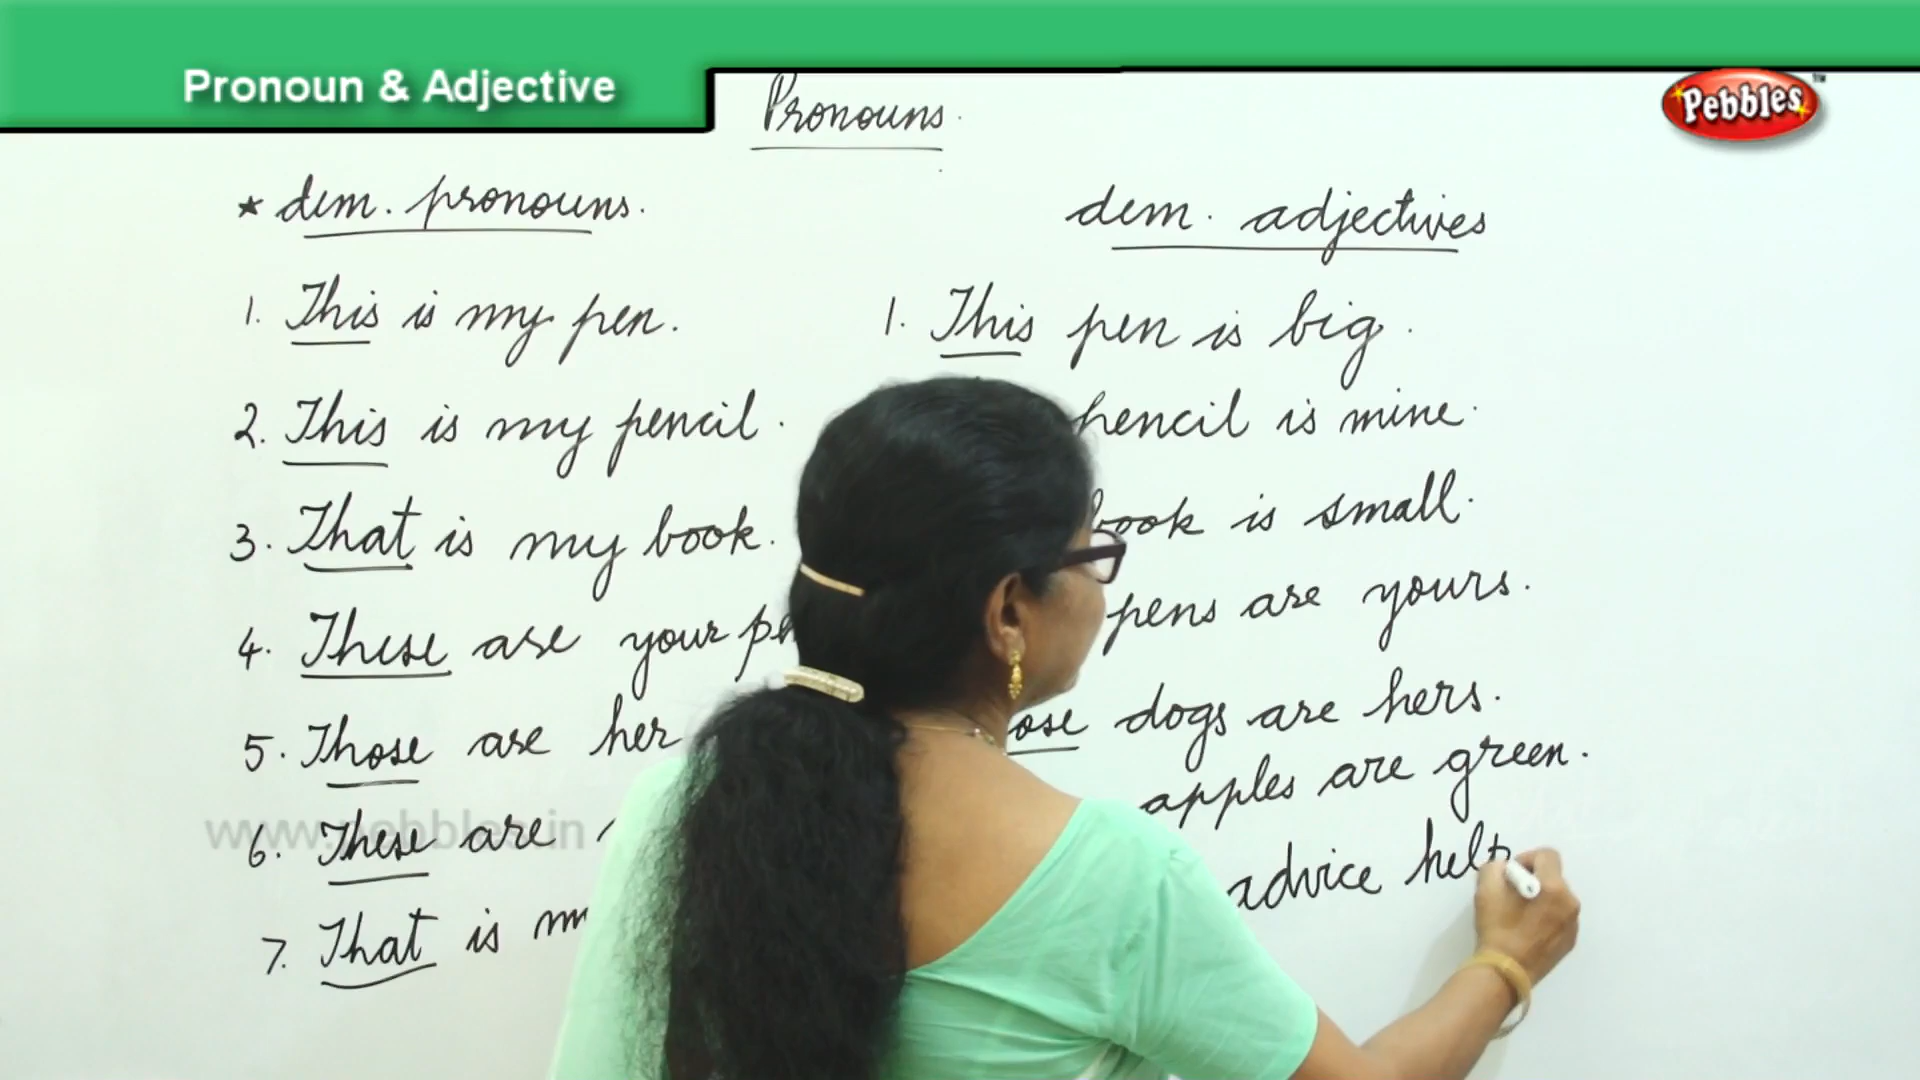 Pronoun & Adjective
Pebbles™
Pronouns.
* dem. pronouns.
1. This is my pen.
2. This is my pencil.
3. That is my book.
4. These are your
5. Those are her
6. These are
7. That is
dem. adjectives
1. This pen is big.
pencil is mine.
book is small.
pens are yours.
dogs are hers.
apples are green.
advice
www.pebbles.in